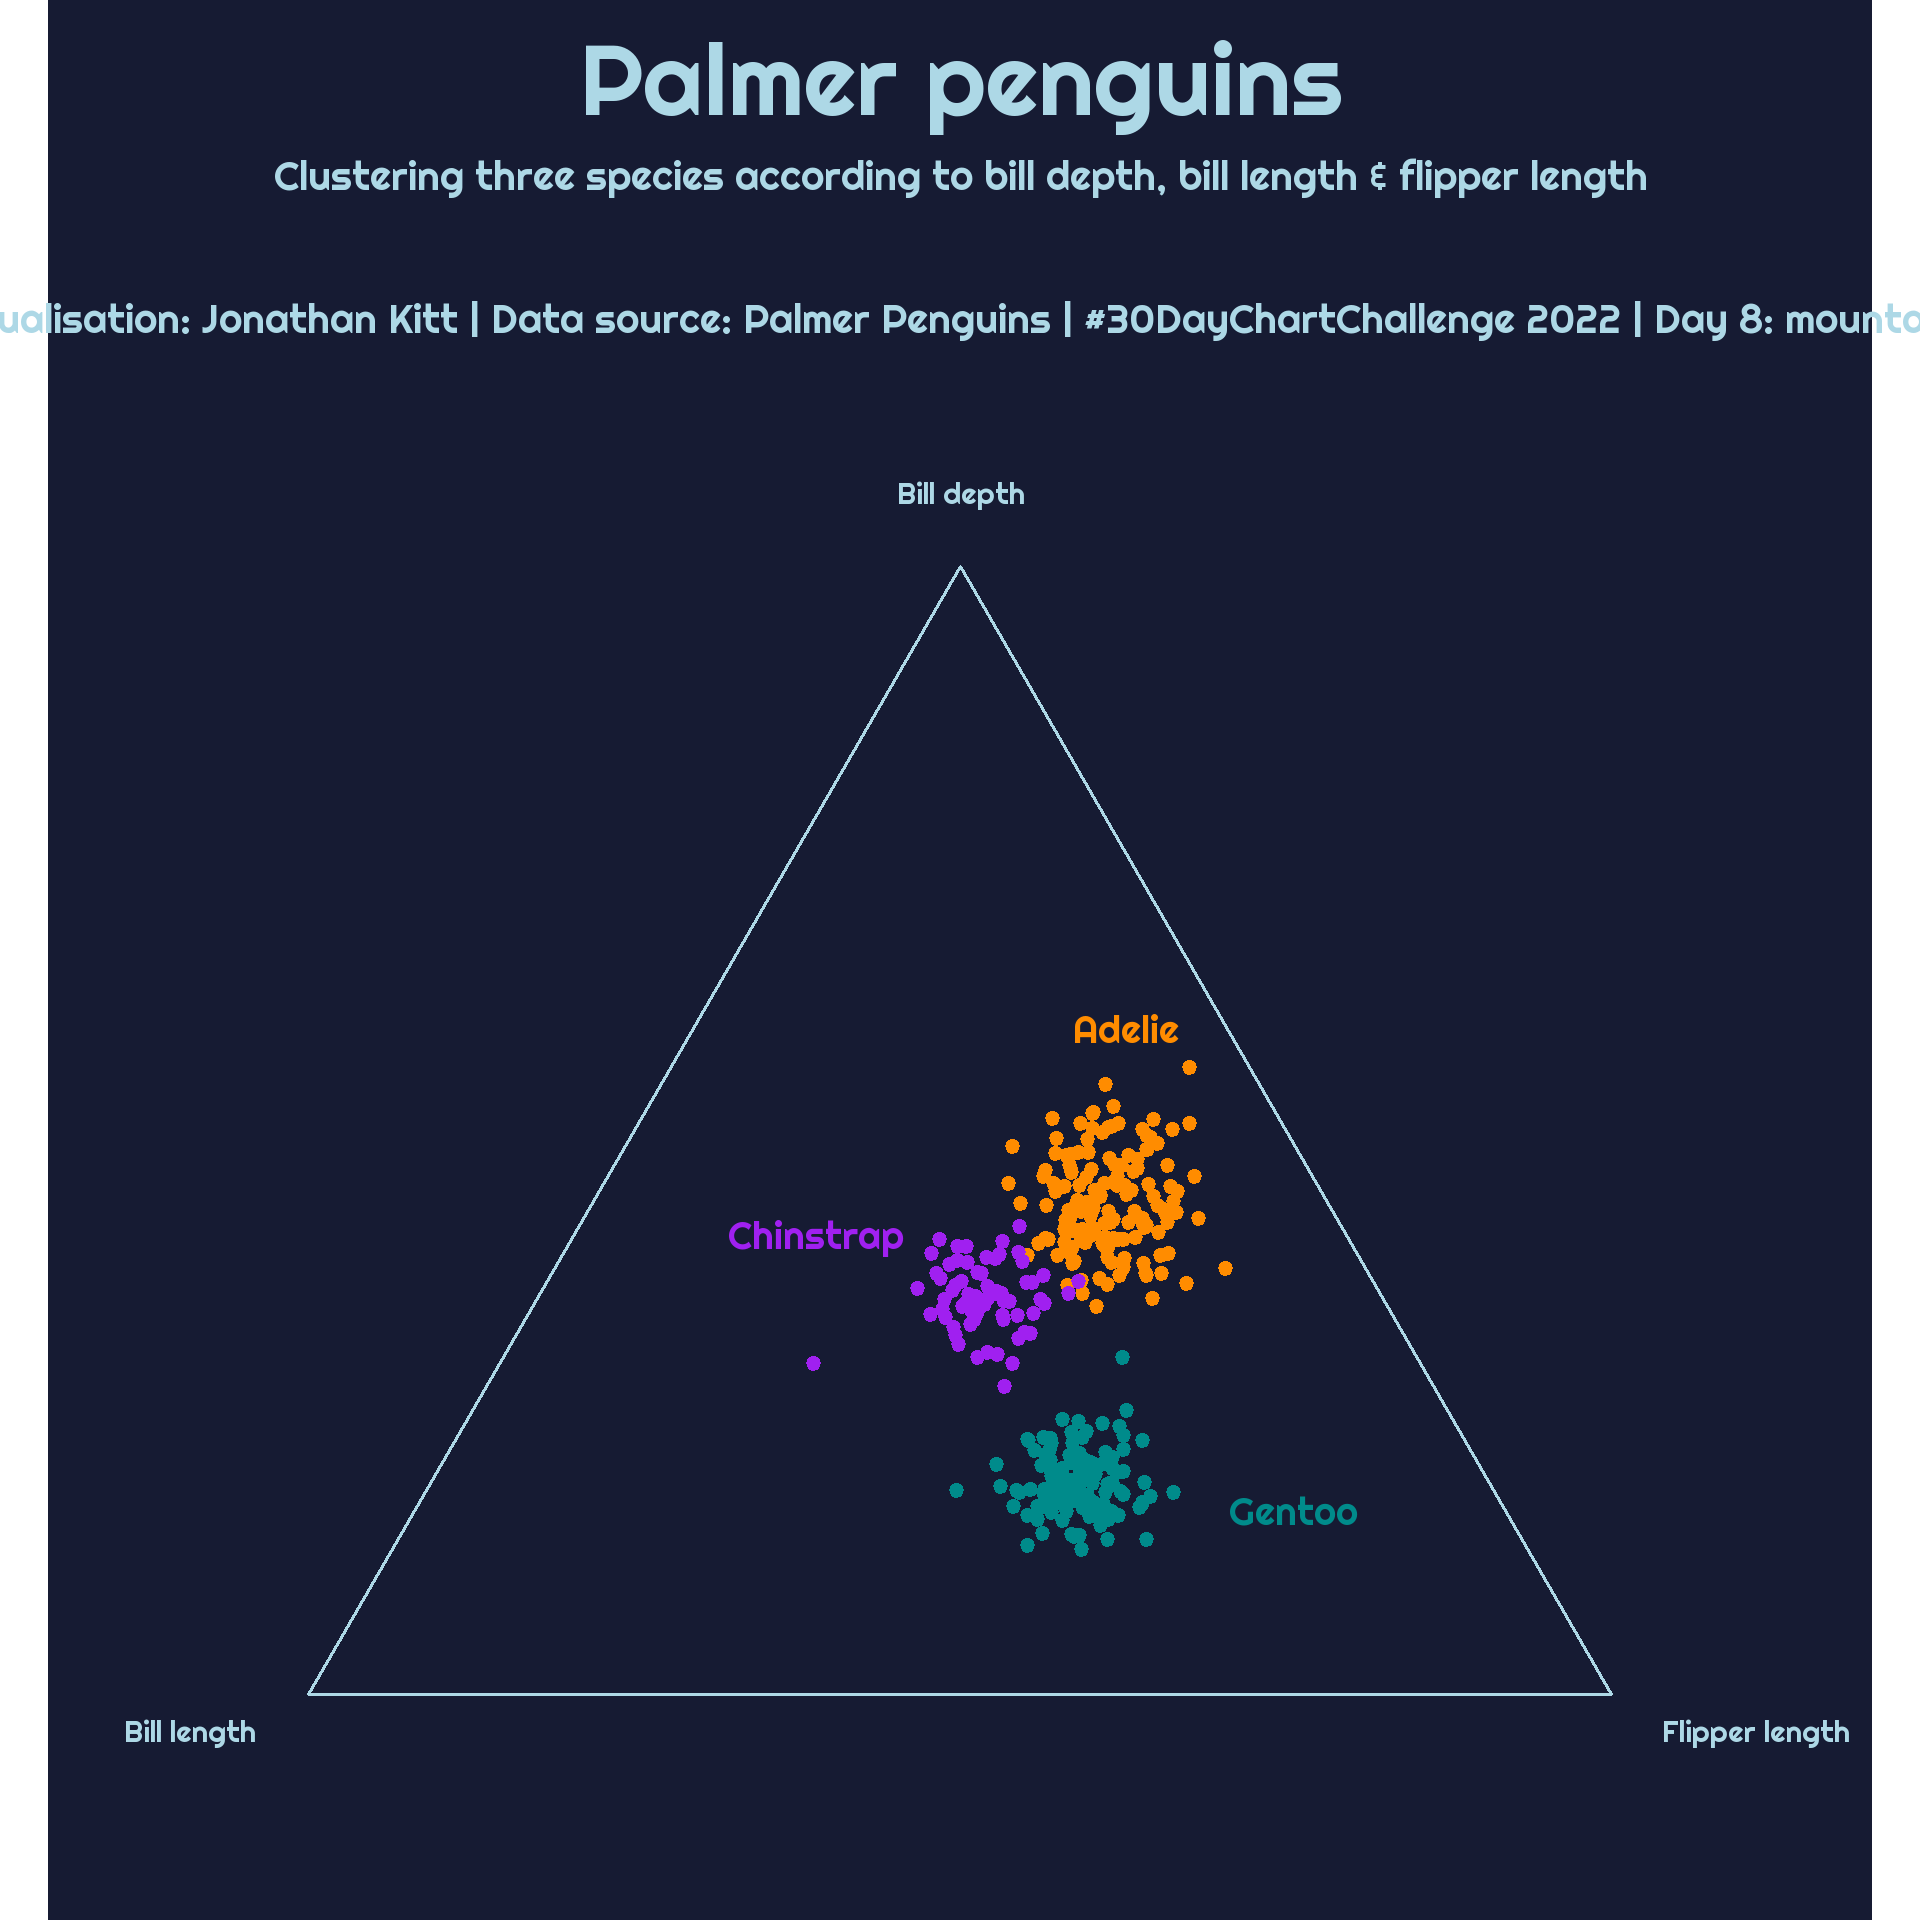 Palmer penguins
Clustering three species according to bill depth, bill length & flipper length
Jonathan Kitt | Data source: Palmer Penguins | #30DayChartChallenge 2022 | Day 8:
Bill depth
Adelie
Chinstrap
Gentoo
Bill length
Flipper length